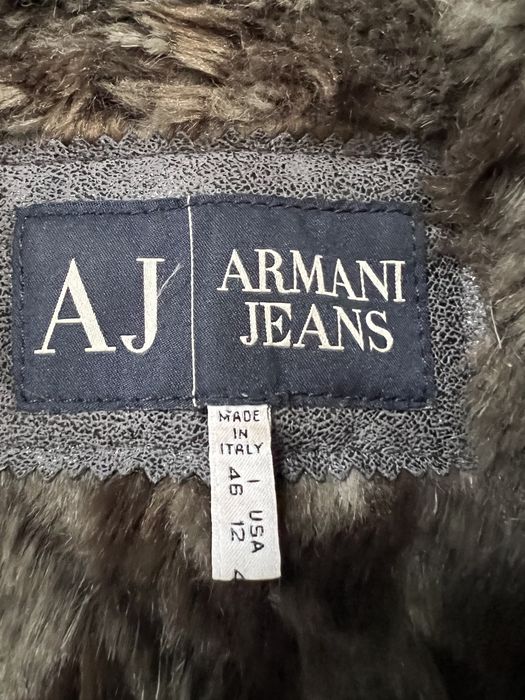 AJ
ARMANI
JEANS
MADE
IN
ITALY
I 46
USA 12